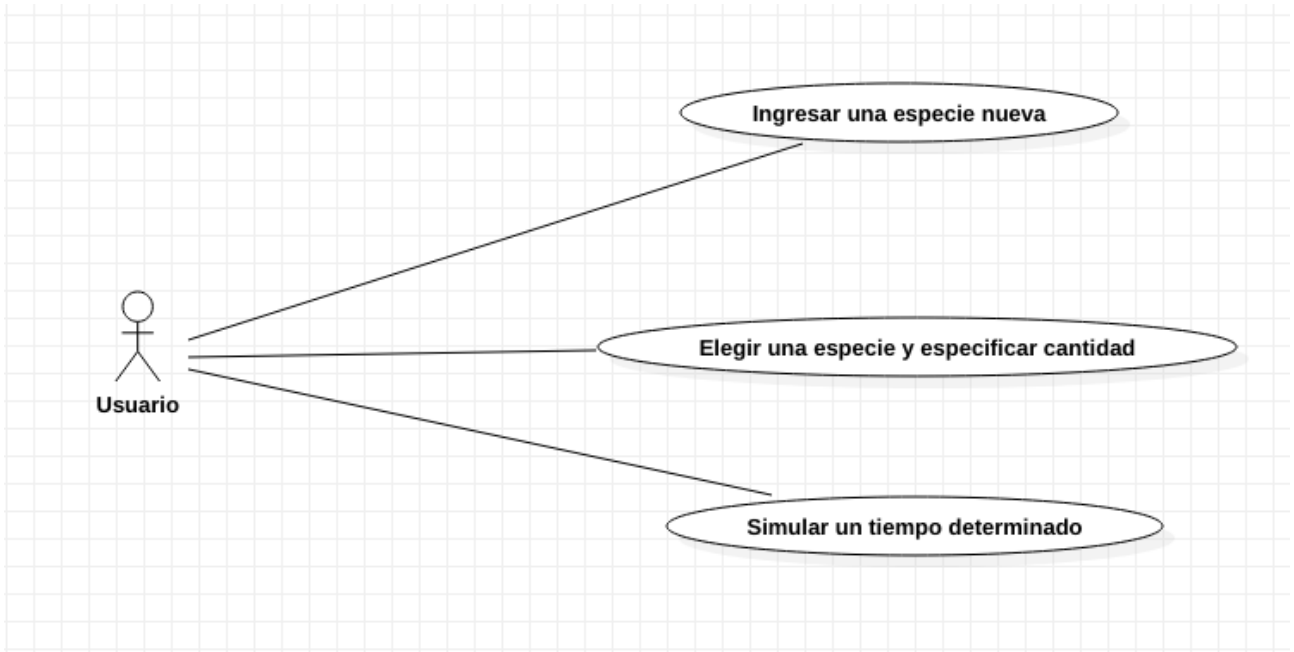 Ingresar una especie nueva
Elegir una especie y especificar cantidad
Usuario
Simular un tiempo determinado